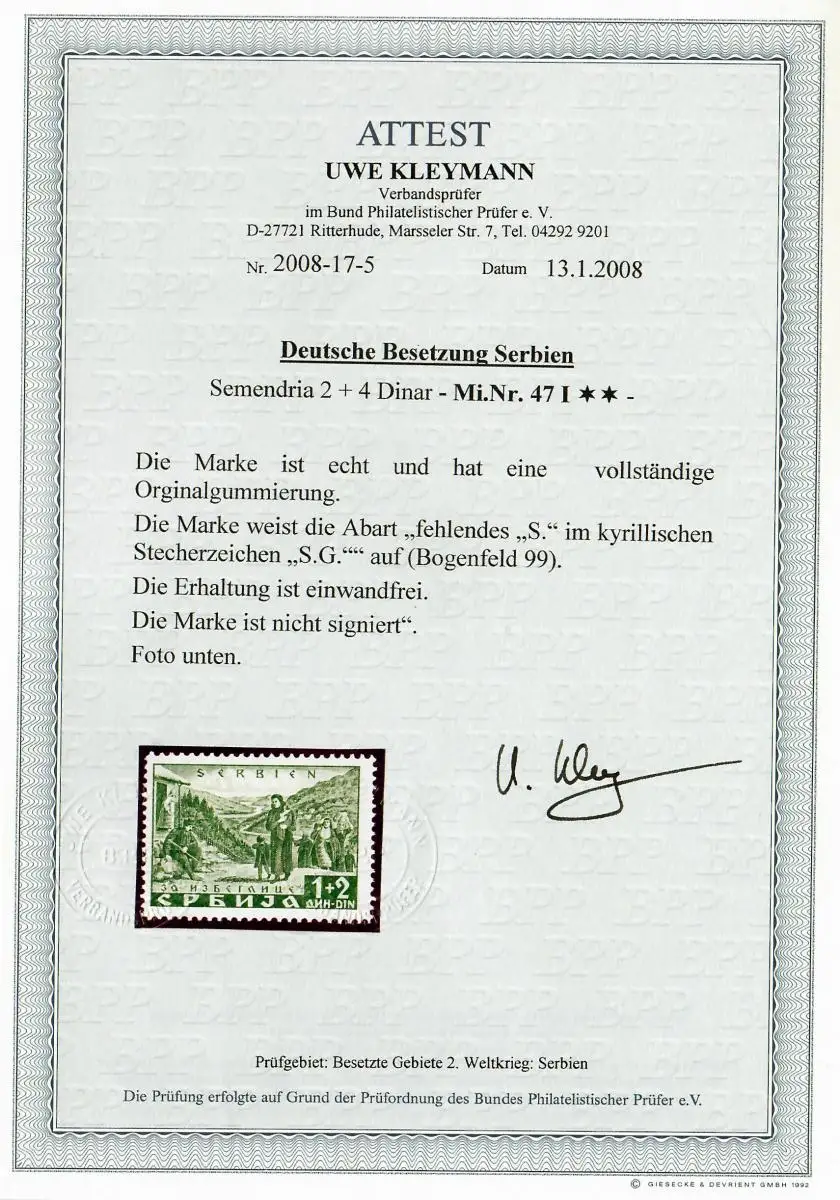 ATTEST
UWE KLEYMANN
Verbandsprüfer
im Bund Philatelistischer Prüfer e. V.
D-27721 Ritterhude, Marsseler Str. 7, Tel. 04292 9201
Nr. 2008-17-5 Datum 13.1.2008
Deutsche Besetzung Serbien
Semendria 2 + 4 Dinar - Mi.Nr. 47 I ✶✶ -
Die Marke ist echt und hat eine vollständige
Orginalgummierung.
Die Marke weist die Abart „fehlendes „S.“ im kyrillischen
Stecherzeichen „S.G.““ auf (Bogenfeld 99).
Die Erhaltung ist einwandfrei.
Die Marke ist nicht signiert“.
Foto unten.
U. Kley
SERBIEN
ЗА ИЗБЕГЛИЦЕ
1+2
СРБИЈА ДИН-DIN
Prüfgebiet: Besetzte Gebiete 2. Weltkrieg: Serbien
Die Prüfung erfolgte auf Grund der Prüfordnung des Bundes Philatelistischer Prüfer e.V.
© GIESECKE & DEVRIENT GMBH 1992